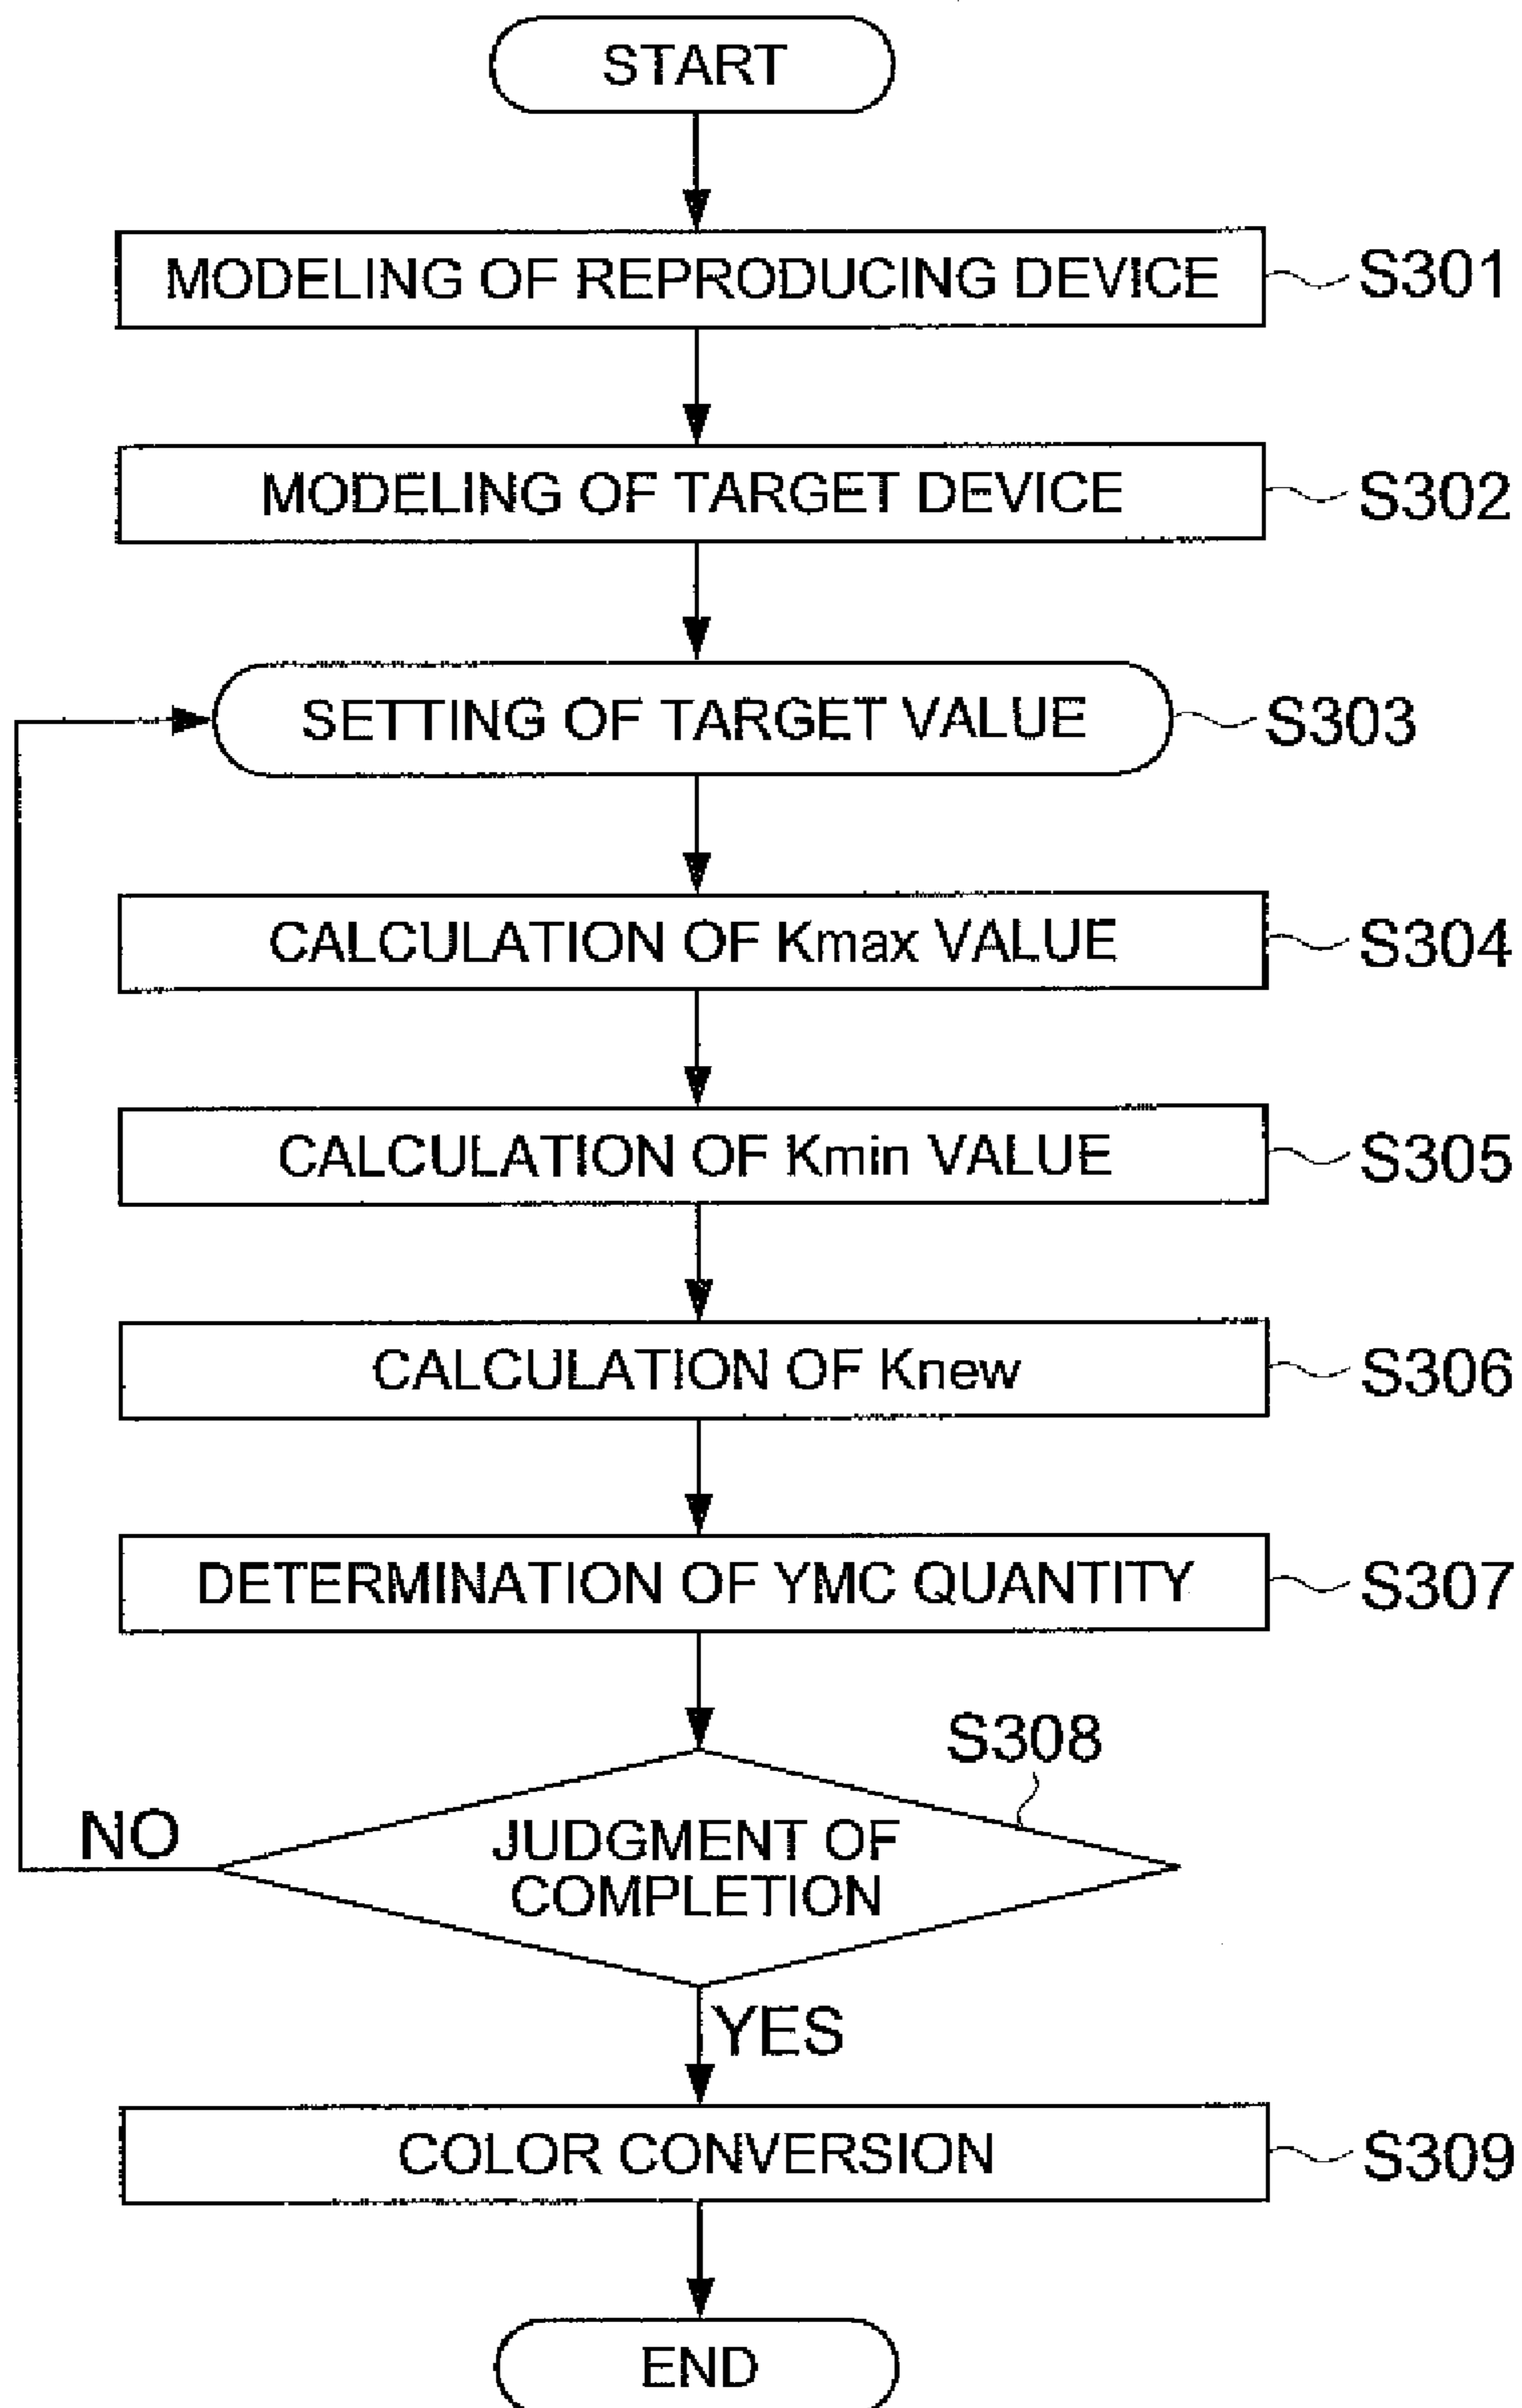 START
MODELING OF REPRODUCING DEVICE S301
MODELING OF TARGET DEVICE S302
SETTING OF TARGET VALUE S303
CALCULATION OF Kmax VALUE S304
CALCULATION OF Kmin VALUE S305
CALCULATION OF Knew S306
DETERMINATION OF YMC QUANTITY S307
S308
NO
JUDGMENT OF
COMPLETION
YES
COLOR CONVERSION S309
END